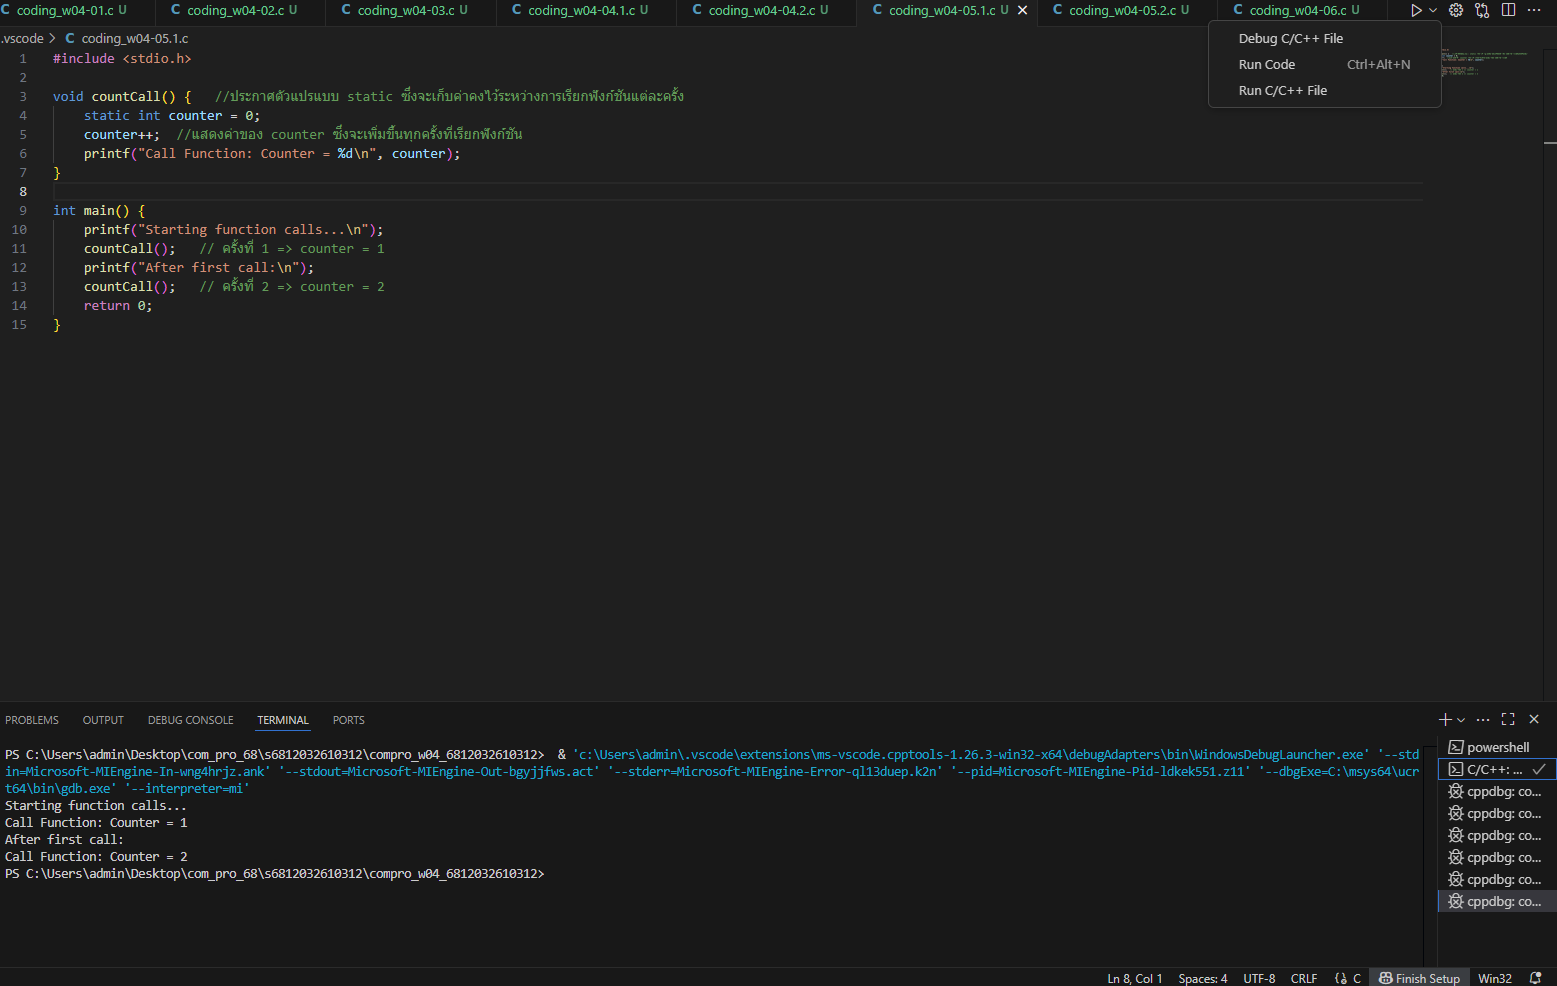 C coding_w04-01.c U C coding_w04-02.c U C coding_w04-03.c U C coding_w04-04.1.c U C coding_w04-04.2.c U C coding_w04-05.1.c U C coding_w04-05.2.c U C coding_w04-06.c U
.vscode > C coding_w04-05.1.c
Debug C/C++ File
Run Code Ctrl+Alt+N
Run C/C++ File
1 #include <stdio.h>
2
3 void countCall() { //ประกาศตัวแปรแบบ static ซึ่งจะเก็บค่าคงไว้ระหว่างการเรียกฟังก์ชันแต่ละครั้ง
4 static int counter = 0;
5 counter++; //แสดงค่าของ counter ซึ่งจะเพิ่มขึ้นทุกครั้งที่เรียกฟังก์ชัน
6 printf("Call Function: Counter = %d\n", counter);
7 }
8
9 int main() {
10 printf("Starting function calls...\n");
11 countCall(); // ครั้งที่ 1 => counter = 1
12 printf("After first call:\n");
13 countCall(); // ครั้งที่ 2 => counter = 2
14 return 0;
15 }
PROBLEMS OUTPUT DEBUG CONSOLE TERMINAL PORTS
PS C:\Users\admin\Desktop\com_pro_68\s6812032610312\compro_w04_6812032610312> & 'c:\Users\admin\.vscode\extensions\ms-vscode.cpptools-1.26.3-win32-x64\debugAdapters\bin\WindowsDebugLauncher.exe' '--std
in=Microsoft-MIEngine-In-wng4hrjz.ank' '--stdout=Microsoft-MIEngine-Out-bgyjjfws.act' '--stderr=Microsoft-MIEngine-Error-ql13duep.k2n' '--pid=Microsoft-MIEngine-Pid-ldkek551.z11' '--dbgExe=C:\msys64\ucr
t64\bin\gdb.exe' '--interpreter=mi'
Starting function calls...
Call Function: Counter = 1
After first call:
Call Function: Counter = 2
PS C:\Users\admin\Desktop\com_pro_68\s6812032610312\compro_w04_6812032610312>
powershell
C/C++: ...
cppdbg: co...
cppdbg: co...
cppdbg: co...
cppdbg: co...
cppdbg: co...
cppdbg: co...
Ln 8, Col 1 Spaces: 4 UTF-8 CRLF {} C Finish Setup Win32